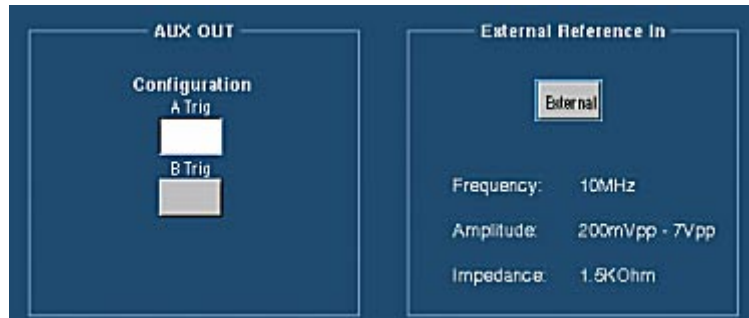 AUX OUT
Configuration
A Trig
B Trig
External Reference In
External
Frequency: 10MHz
Amplitude: 200mVpp - 7Vpp
Impedance: 1.5KOhm